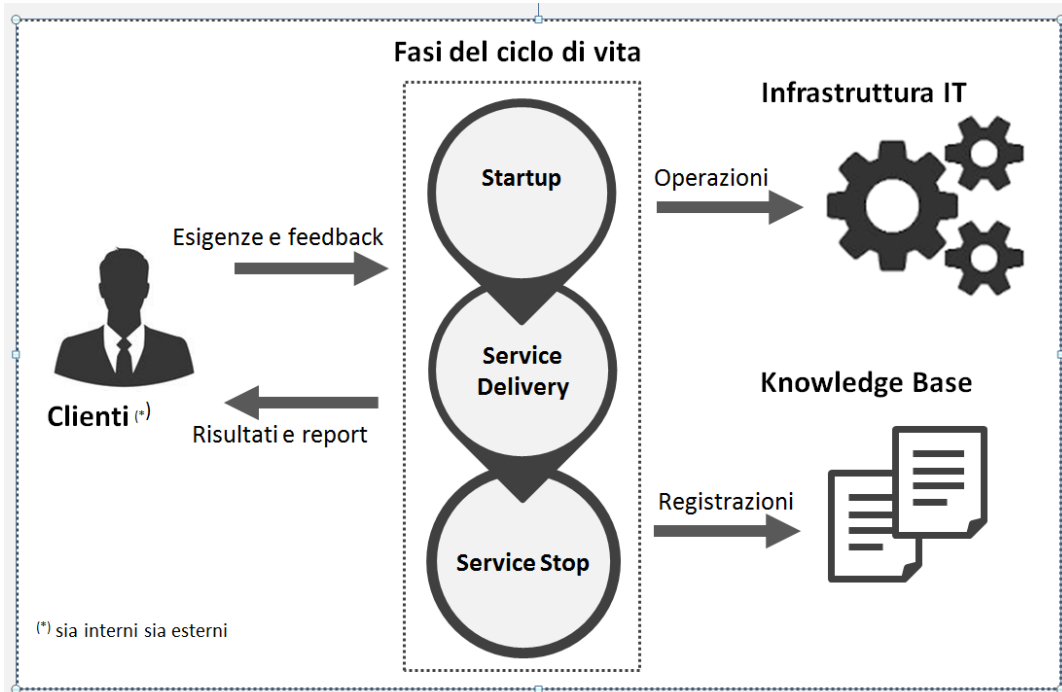 Fasi del ciclo di vita
Infrastruttura IT
Startup
Operazioni
Esigenze e feedback
Service
Delivery
Knowledge Base
Clienti (*)
Risultati e report
Registrazioni
Service Stop
(*) sia interni sia esterni